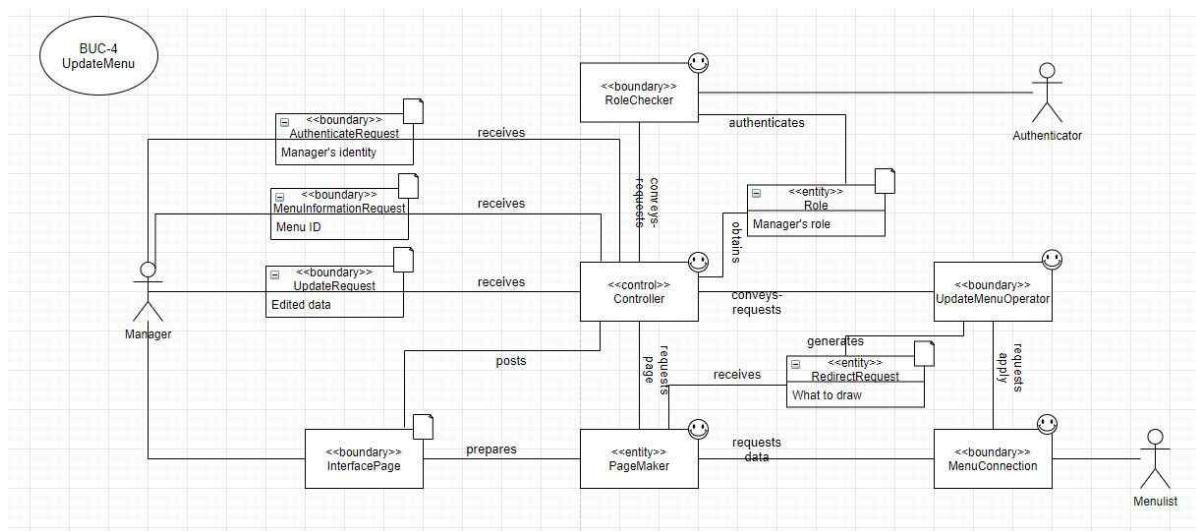 BUC-4
UpdateMenu
<<boundary>>
RoleChecker
Authenticator
<<boundary>>
AuthenticateRequest
Manager's identity
receives
authenticates
conveys-
requests
<<boundary>>
MenuInformationRequest
Menu ID
receives
<<entity>>
Role
Manager's role
obtains
<<boundary>>
UpdateRequest
Edited data
receives
<<control>>
Controller
conveys-
requests
<<boundary>>
UpdateMenuOperator
Manager
posts
requests
page
generates
requests
apply
receives
<<entity>>
RedirectRequest
What to draw
<<boundary>>
InterfacePage
prepares
<<entity>>
PageMaker
requests
data
<<boundary>>
MenuConnection
Menulist